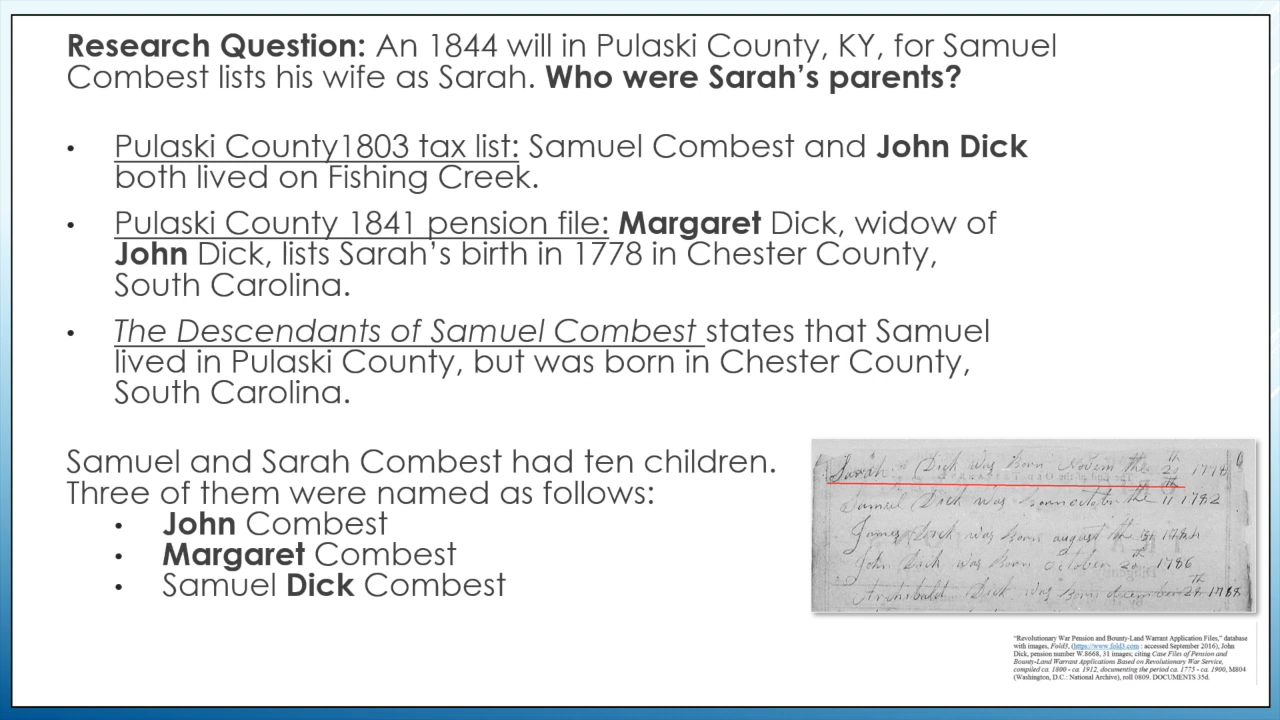 Research Question: An 1844 will in Pulaski County, KY, for Samuel
Combest lists his wife as Sarah. Who were Sarah's parents?
• Pulaski County1803 tax list: Samuel Combest and John Dick
both lived on Fishing Creek.
• Pulaski County 1841 pension file: Margaret Dick, widow of
John Dick, lists Sarah's birth in 1778 in Chester County,
South Carolina.
• The Descendants of Samuel Combest states that Samuel
lived in Pulaski County, but was born in Chester County,
South Carolina.
Samuel and Sarah Combest had ten children.
Three of them were named as follows:
• John Combest
• Margaret Combest
• Samuel Dick Combest
Sarah Dick was Born Novem the 1778
Samuel Dick was born october the 11 1782
James Dick was Born august the 1784
John Dick was Born October 1786
Archibald Dick was Born 28th 1788
"Revolutionary War Pension and Bounty-Land Warrant Application Files," database
with images, Fold3, (https://www.fold3.com : accessed September 2016), John
Dick, pension number W.8668, 31 images; citing Case Files of Pension and
Bounty-Land Warrant Applications Based on Revolutionary War Service,
compiled ca. 1800 - ca. 1912, documenting the period ca. 1775 - ca. 1900, M804
(Washington, D.C.: National Archive), roll 0809. DOCUMENTS 35d.